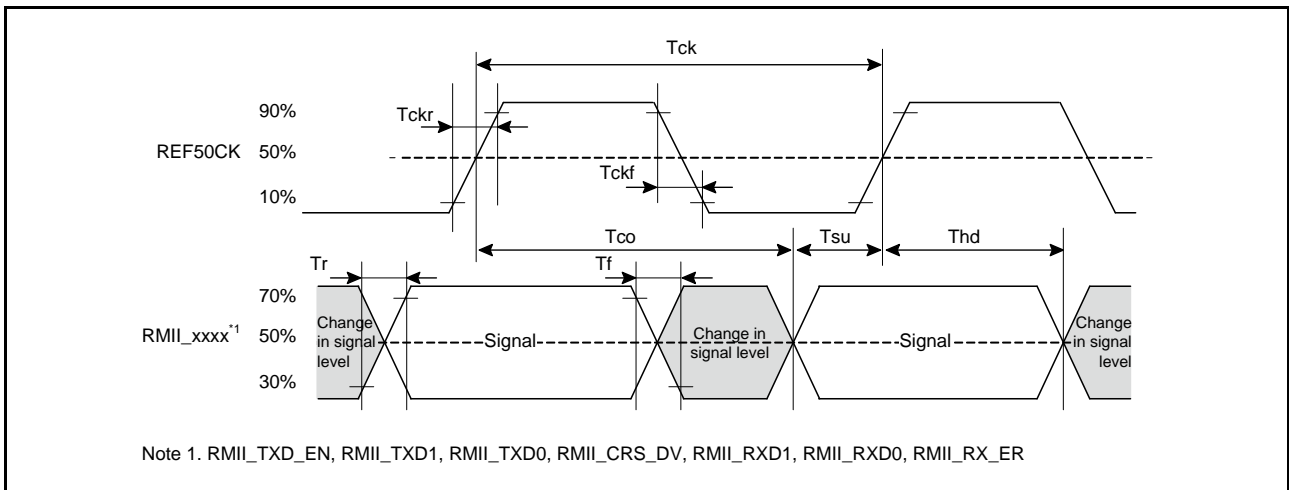 Tck
90%
Tckr
REF50CK 50%
Tckf
10%
Tco Tsu Thd
Tr Tf
70%
RMII_xxxx*1 50%
30%
Change
in signal
level
Signal
Change in
signal level
Signal
Change
in signal
level
Note 1. RMII_TXD_EN, RMII_TXD1, RMII_TXD0, RMII_CRS_DV, RMII_RXD1, RMII_RXD0, RMII_RX_ER